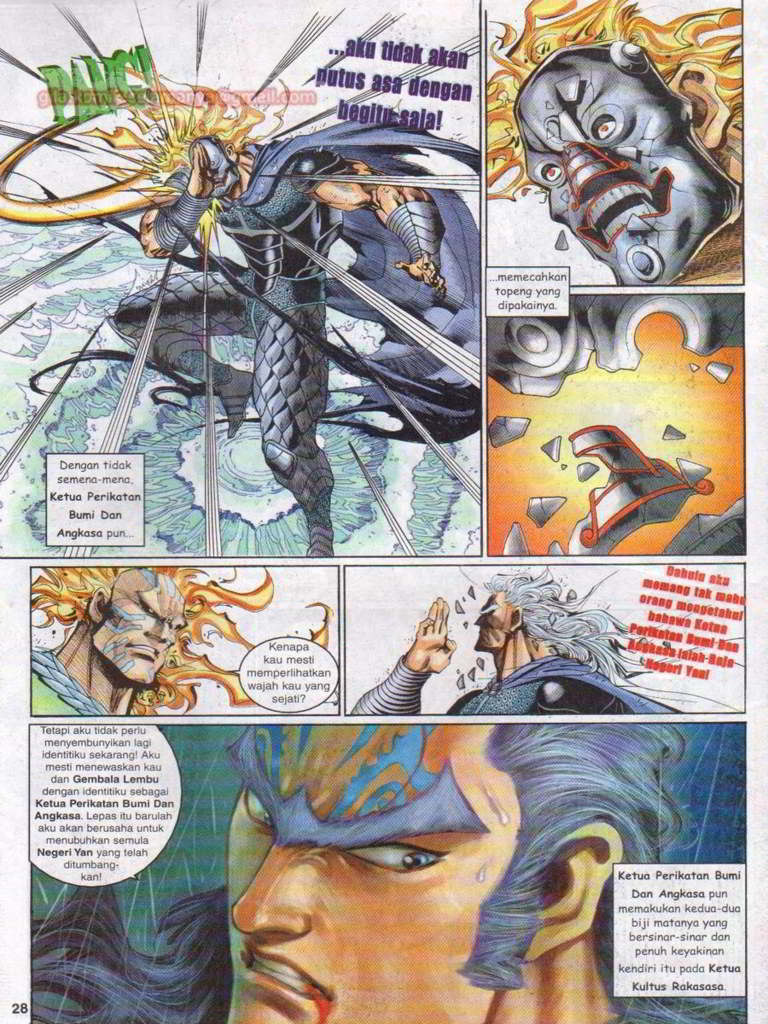 PANG!
...aku tidak akan
putus asa dengan
begitu saja!
Dengan tidak
semena-mena,
Ketua Perikatan
Bumi Dan
Angkasa pun...
...memecahkan
topeng yang
dipakainya.
Kenapa
kau mesti
memperlihatkan
wajah kau yang
sejati?
Dahulu aku
memang tak mahu
orang mengetahui
bahawa Ketua
Perikatan Bumi Dan
Angkasa ialah Raja
Negeri Yan!
Tetapi aku tidak perlu
menyembunyikan lagi
identitiku sekarang! Aku
mesti menewaskan kau
dan Gembala Lembu
dengan identitiku sebagai
Ketua Perikatan Bumi Dan
Angkasa. Lepas itu barulah
aku akan berusaha untuk
menubuhkan semula
Negeri Yan yang telah
ditumbang-
kan!
Ketua Perikatan Bumi
Dan Angkasa pun
memakukan kedua-dua
biji matanya yang
bersinar-sinar dan
penuh keyakinan
kendiri itu pada Ketua
Kultus Rakasasa.
28